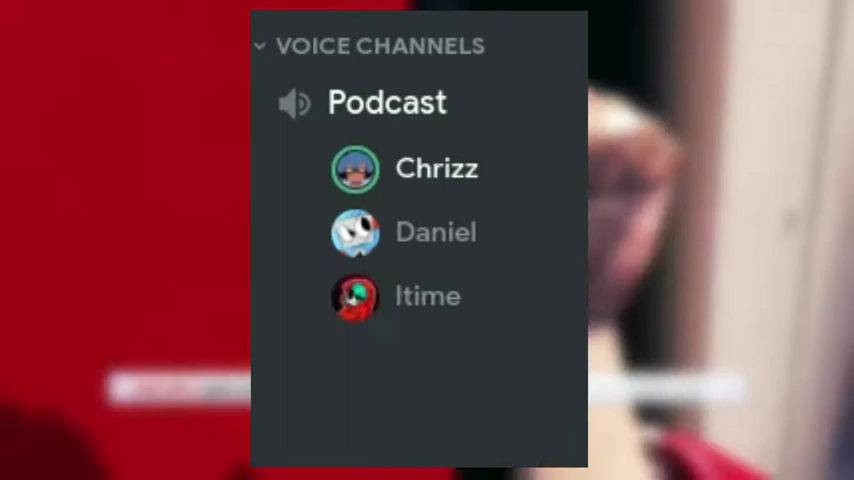 VOICE CHANNELS
Podcast
Chrizz
Daniel
Itime